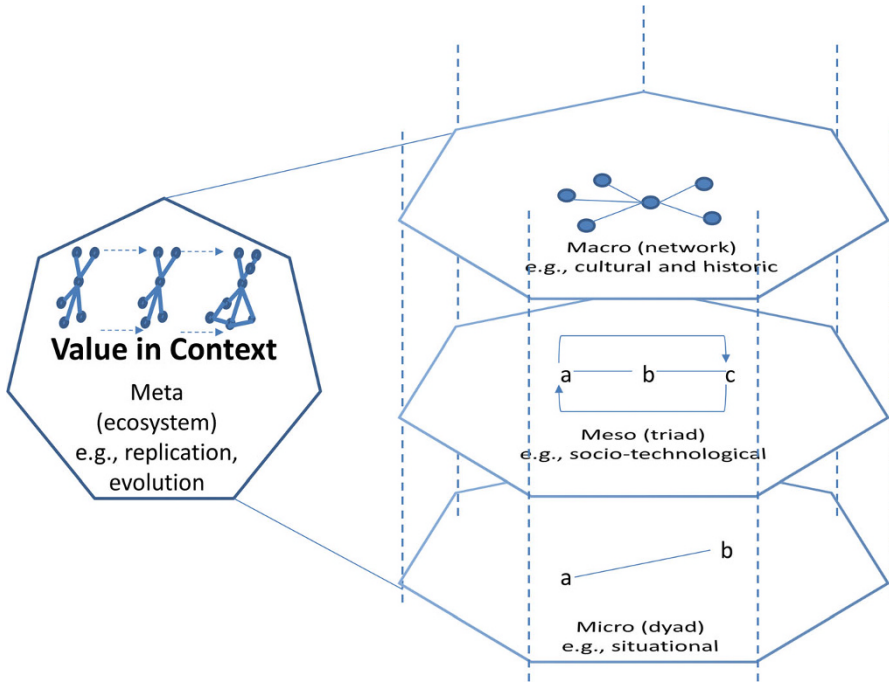 Value in Context
Meta
(ecosystem)
e.g., replication,
evolution
Macro (network)
e.g., cultural and historic
a b c
Meso (triad)
e.g., socio-technological
b
a
Micro (dyad)
e.g., situational